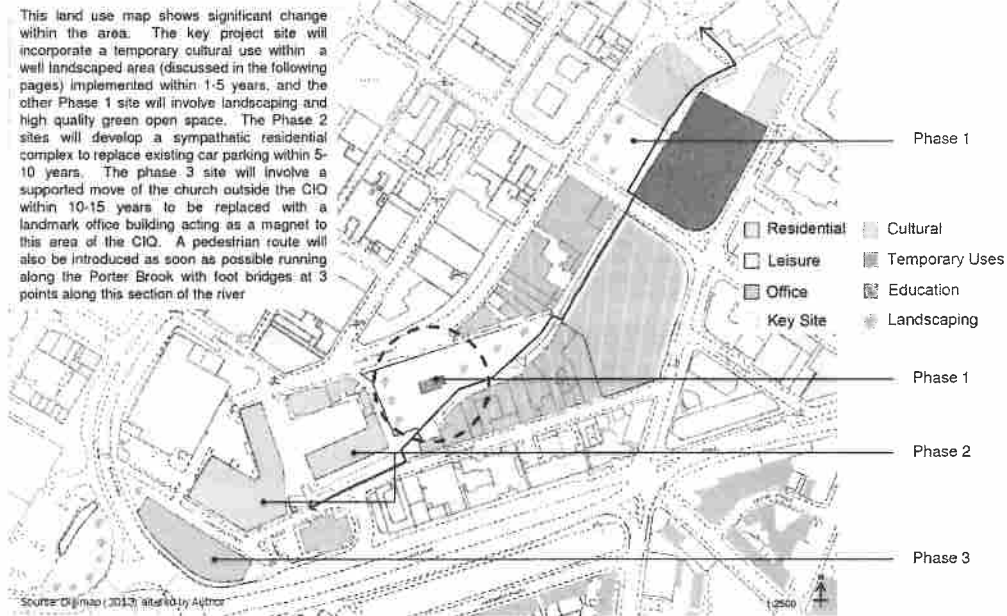 This land use map shows significant change
within the area. The key project site will
incorporate a temporary cultural use within a
well landscaped area (discussed in the following
pages) implemented within 1-5 years, and the
other Phase 1 site will involve landscaping and
high quality green open space. The Phase 2
sites will develop a sympathetic residential
complex to replace existing car parking within 5-
10 years. The phase 3 site will involve a
supported move of the church outside the CIQ
within 10-15 years to be replaced with a
landmark office building acting as a magnet to
this area of the CIQ. A pedestrian route will
also be introduced as soon as possible running
along the Porter Brook with foot bridges at 3
points along this section of the river
Phase 1
Residential
Cultural
Leisure
Temporary Uses
Office
Education
Key Site
Landscaping
Phase 1
Phase 2
Phase 3
Source: Digimap (2012) altered by Author
1:2500